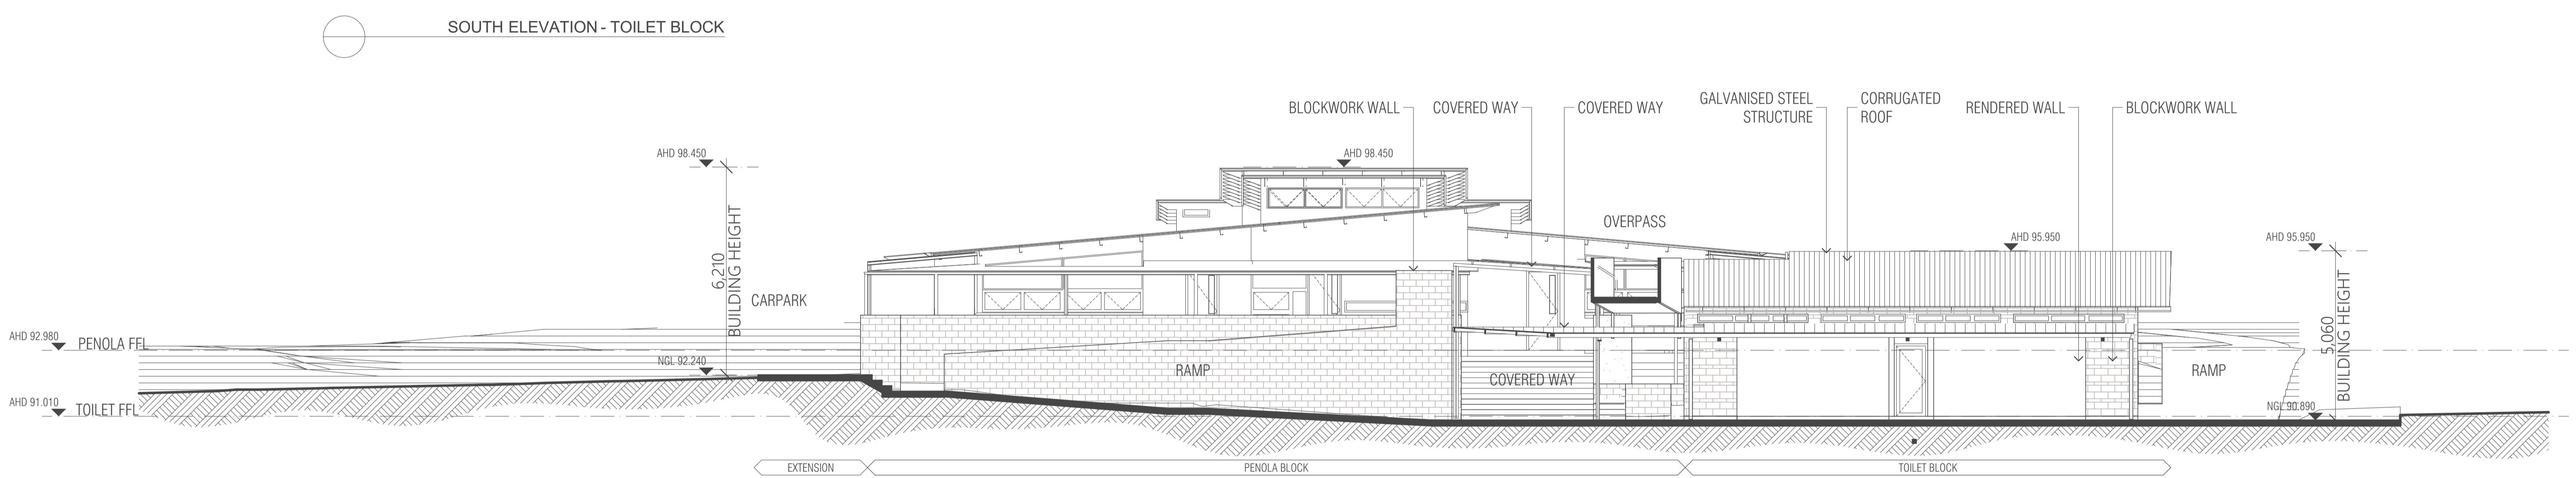 SOUTH ELEVATION - TOILET BLOCK
BLOCKWORK WALL
COVERED WAY
COVERED WAY
GALVANISED STEEL
STRUCTURE
CORRUGATED
ROOF
RENDERED WALL
BLOCKWORK WALL
AHD 98.450
AHD 98.450
OVERPASS
AHD 95.950
AHD 95.950
6,210
BUILDING HEIGHT
CARPARK
5,060
BUILDING HEIGHT
AHD 92.980
PENOLA FFL
NGL 92.240
RAMP
COVERED WAY
RAMP
AHD 91.010
TOILET FFL
NGL 90.890
EXTENSION
PENOLA BLOCK
TOILET BLOCK